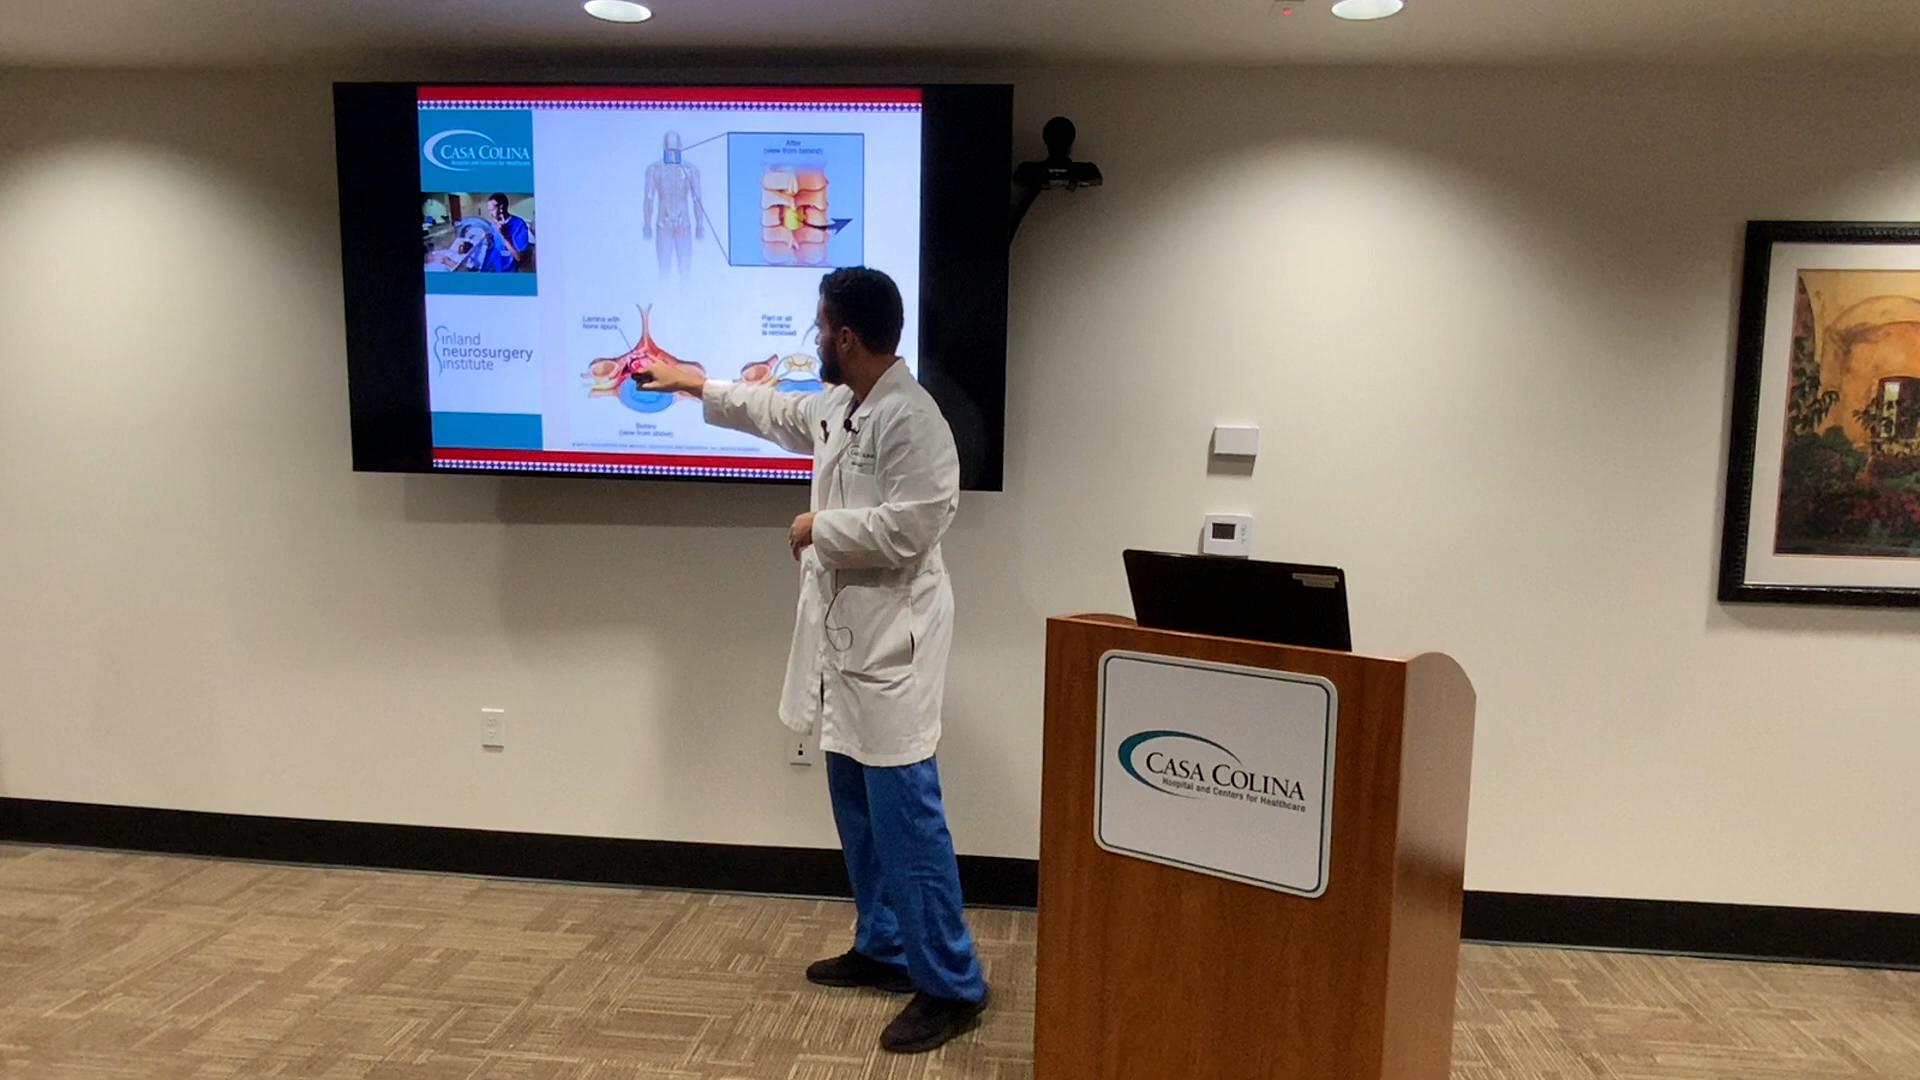 CASA COLINA
Hospital and Centers for Healthcare
inland
neurosurgery
institute
After
(view from behind)
Lamina with
bone spurs
Part or all
of lamina
is removed
Before
(view from above)
CASA COLINA
Hospital and Centers for Healthcare